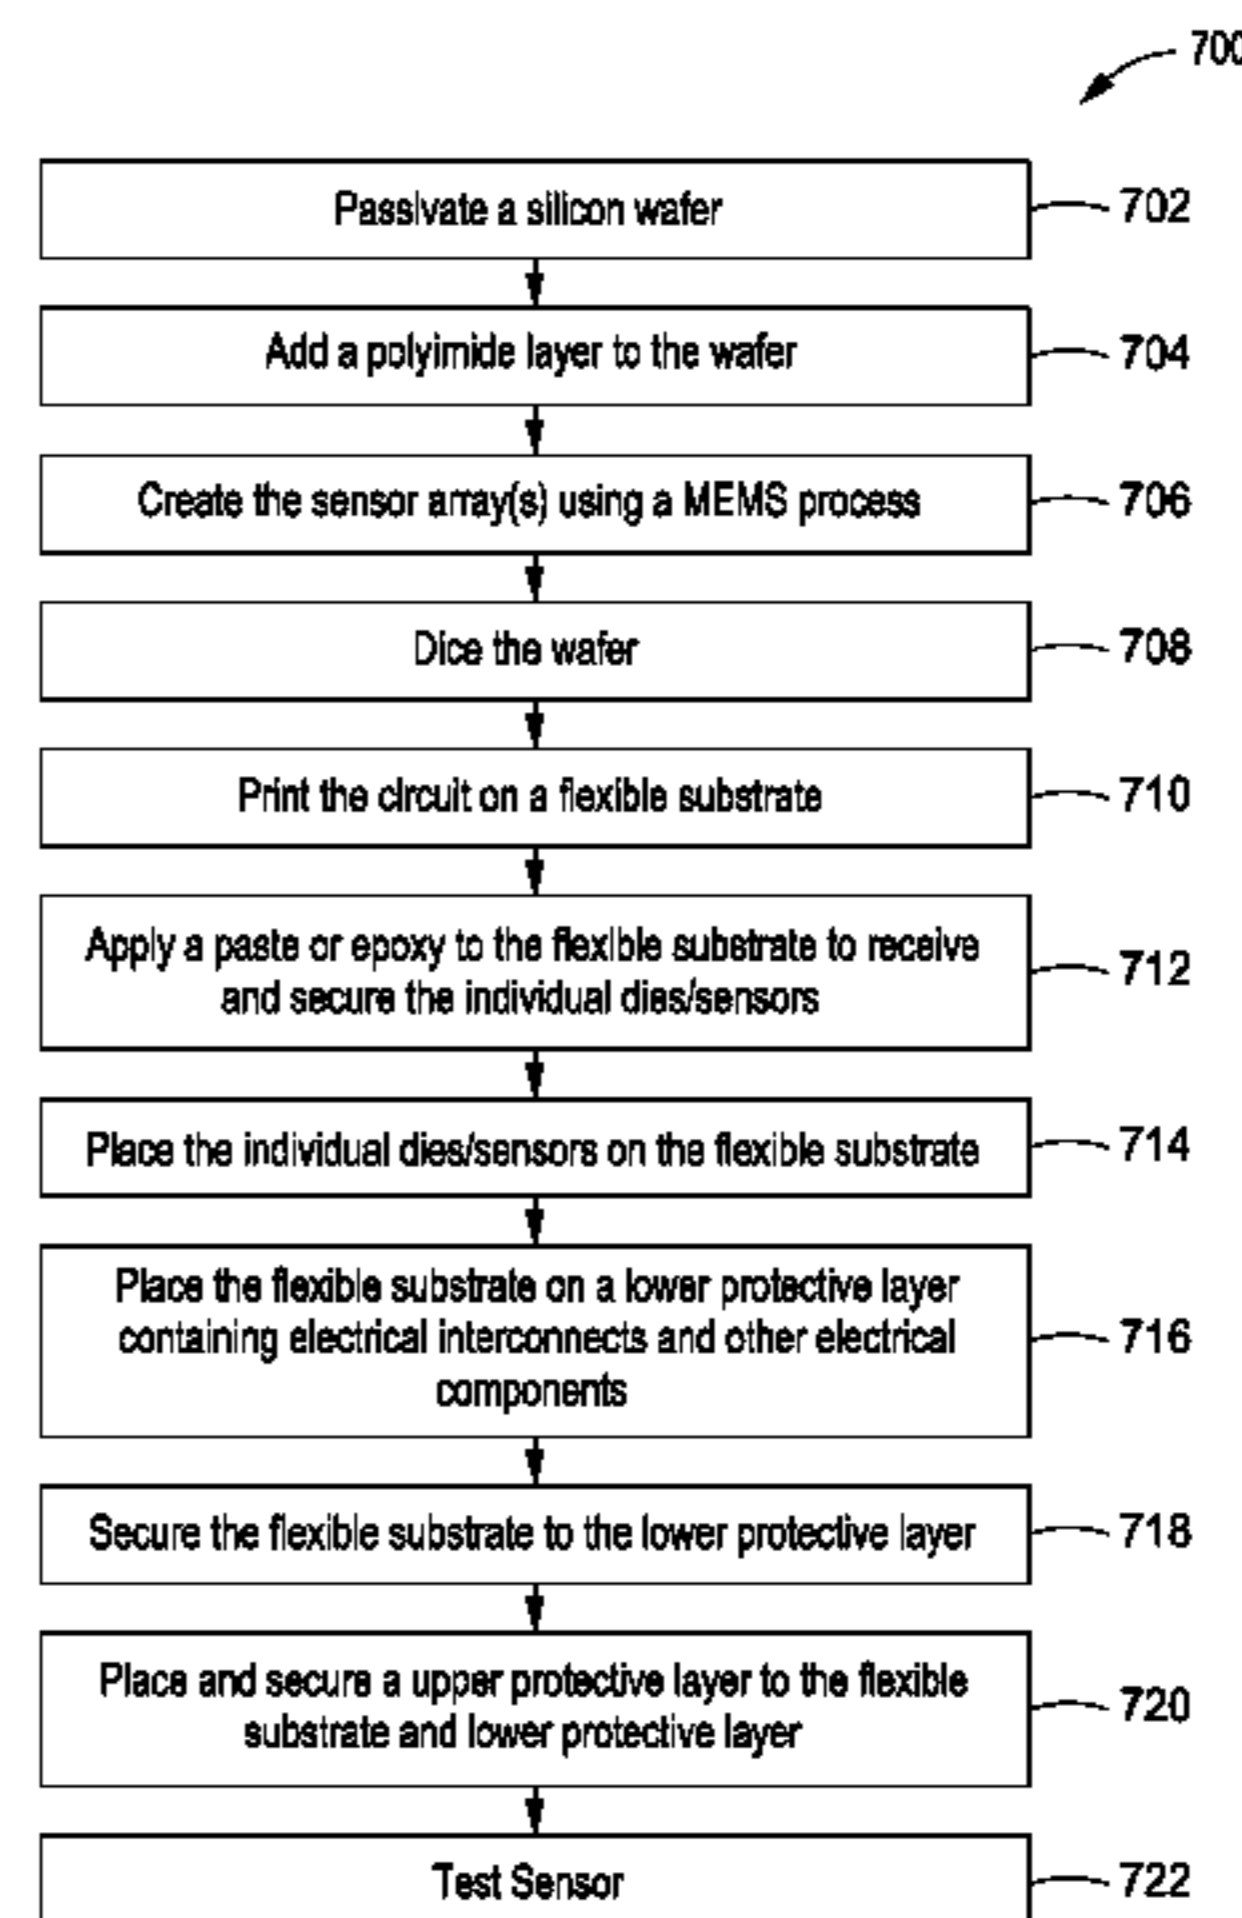 700
Passivate a silicon wafer
702
Add a polyimide layer to the wafer
704
Create the sensor array(s) using a MEMS process
706
Dice the wafer
708
Print the circuit on a flexible substrate
710
Apply a paste or epoxy to the flexible substrate to receive
and secure the individual dies/sensors
712
Place the individual dies/sensors on the flexible substrate
714
Place the flexible substrate on a lower protective layer
containing electrical interconnects and other electrical
components
716
Secure the flexible substrate to the lower protective layer
718
Place and secure a upper protective layer to the flexible
substrate and lower protective layer
720
Test Sensor
722